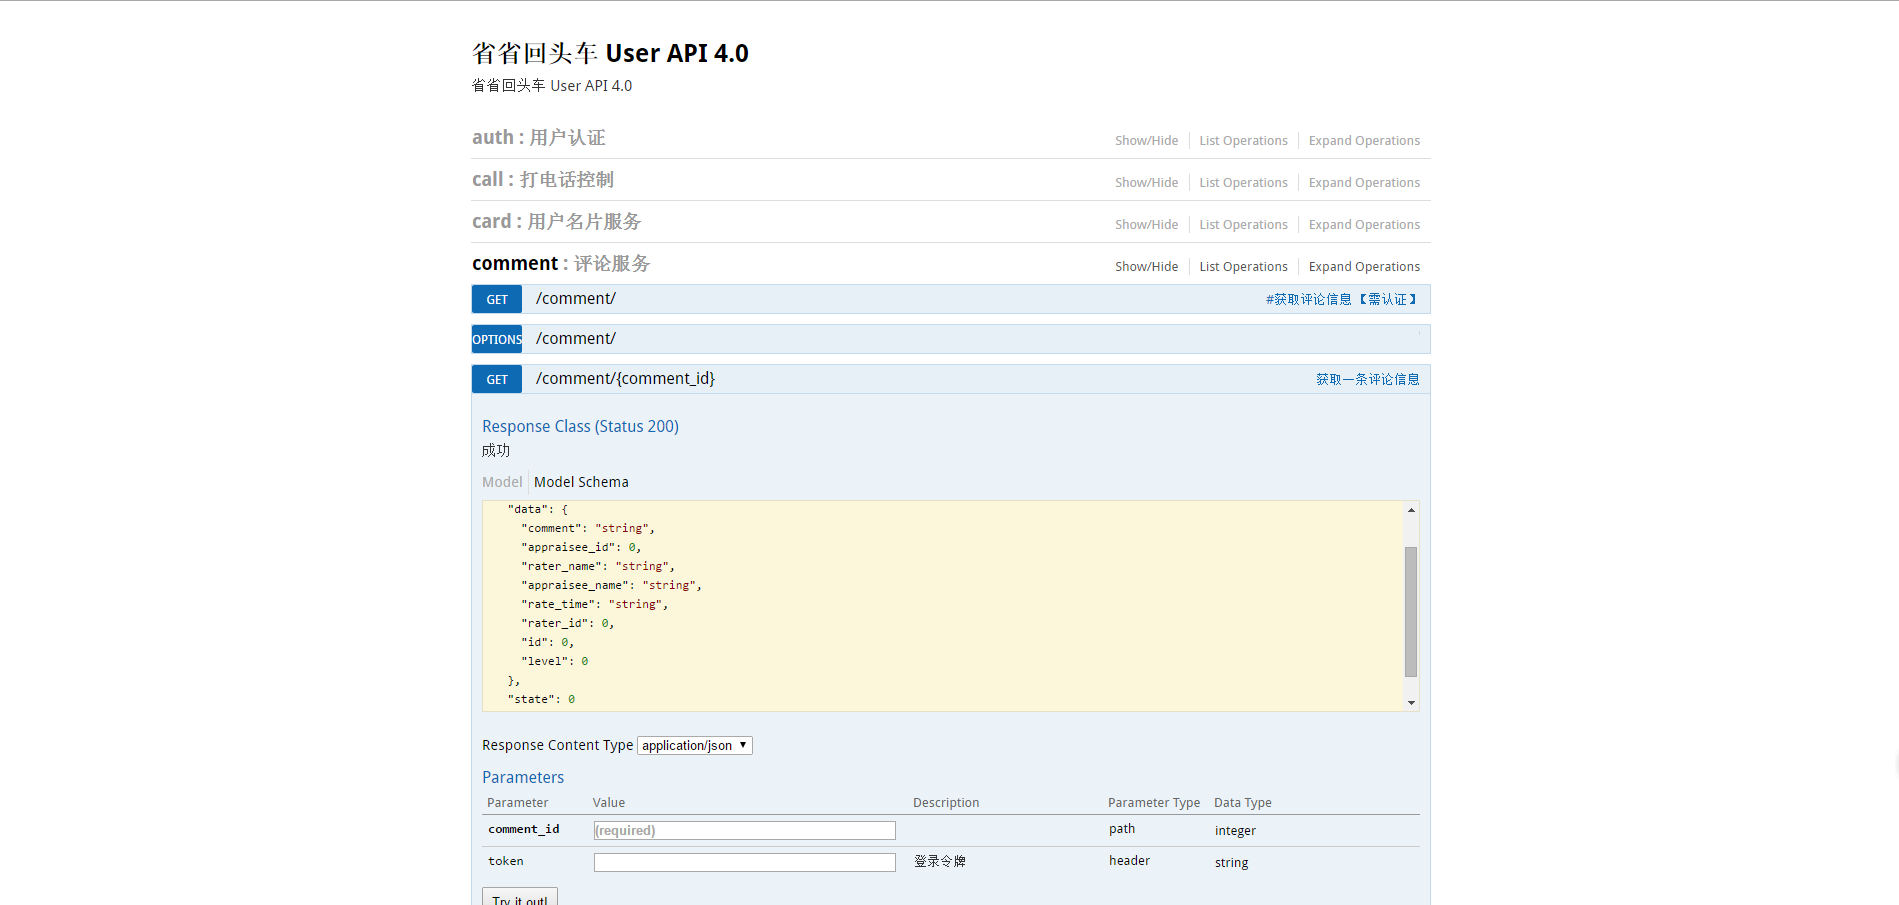 省省回头车 User API 4.0
省省回头车 User API 4.0
auth : 用户认证 Show/Hide List Operations Expand Operations
call : 打电话控制 Show/Hide List Operations Expand Operations
card : 用户名片服务 Show/Hide List Operations Expand Operations
comment : 评论服务 Show/Hide List Operations Expand Operations
GET /comment/ #获取评论信息【需认证】
OPTIONS /comment/
GET /comment/{comment_id} 获取一条评论信息
Response Class (Status 200)
成功
Model Model Schema
"data": {
"comment": "string",
"appraisee_id": 0,
"rater_name": "string",
"appraisee_name": "string",
"rate_time": "string",
"rater_id": 0,
"id": 0,
"level": 0
},
"state": 0
Response Content Type application/json
Parameters
Parameter Value Description Parameter Type Data Type
comment_id (required) path integer
token 登录令牌 header string
Try it out!